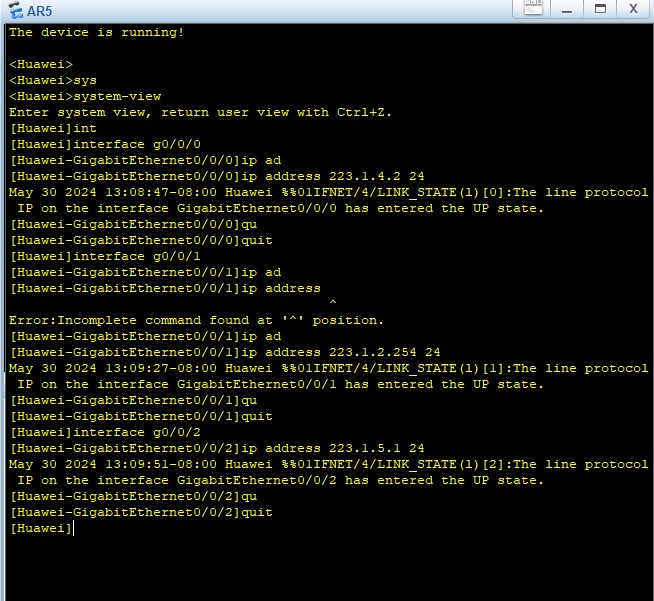 AR5
The device is running!
<Huawei>
<Huawei>sys
<Huawei>system-view
Enter system view, return user view with Ctrl+Z.
[Huawei]int
[Huawei]interface g0/0/0
[Huawei-GigabitEthernet0/0/0]ip ad
[Huawei-GigabitEthernet0/0/0]ip address 223.1.4.2 24
May 30 2024 13:08:47-08:00 Huawei %%01IFNET/4/LINK_STATE(l)[0]:The line protocol
 IP on the interface GigabitEthernet0/0/0 has entered the UP state.
[Huawei-GigabitEthernet0/0/0]qu
[Huawei-GigabitEthernet0/0/0]quit
[Huawei]interface g0/0/1
[Huawei-GigabitEthernet0/0/1]ip ad
[Huawei-GigabitEthernet0/0/1]ip address
^
Error:Incomplete command found at '^' position.
[Huawei-GigabitEthernet0/0/1]ip ad
[Huawei-GigabitEthernet0/0/1]ip address 223.1.2.254 24
May 30 2024 13:09:27-08:00 Huawei %%01IFNET/4/LINK_STATE(l)[1]:The line protocol
 IP on the interface GigabitEthernet0/0/1 has entered the UP state.
[Huawei-GigabitEthernet0/0/1]qu
[Huawei-GigabitEthernet0/0/1]quit
[Huawei]interface g0/0/2
[Huawei-GigabitEthernet0/0/2]ip address 223.1.5.1 24
May 30 2024 13:09:51-08:00 Huawei %%01IFNET/4/LINK_STATE(l)[2]:The line protocol
 IP on the interface GigabitEthernet0/0/2 has entered the UP state.
[Huawei-GigabitEthernet0/0/2]qu
[Huawei-GigabitEthernet0/0/2]quit
[Huawei]